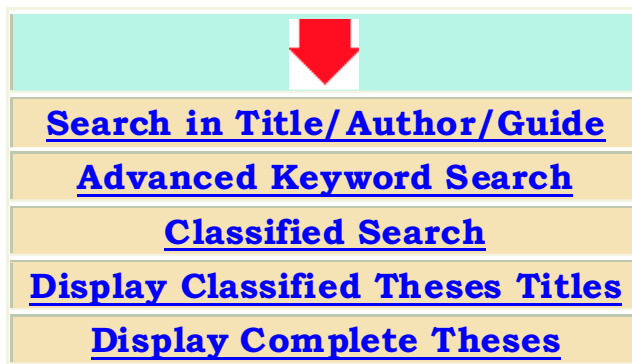 Search in Title/Author/Guide
Advanced Keyword Search
Classified Search
Display Classified Theses Titles
Display Complete Theses